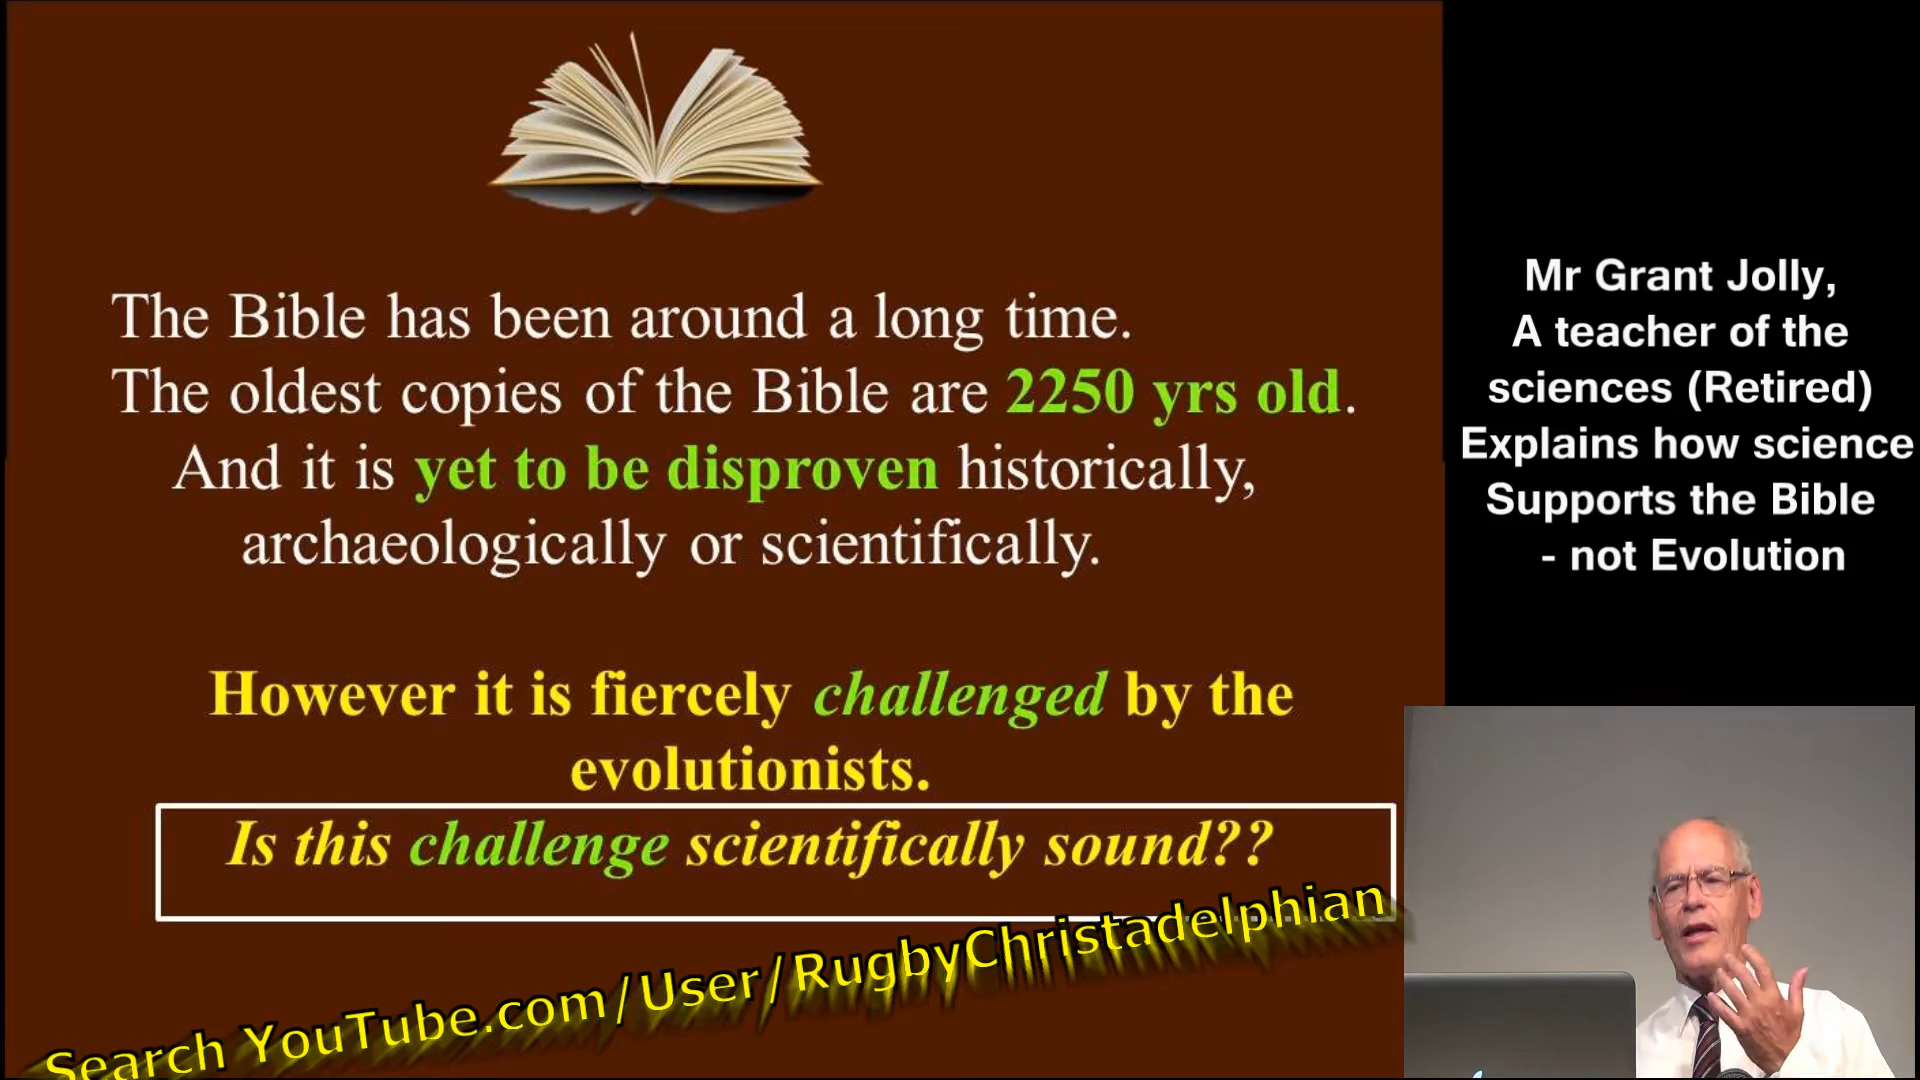 The Bible has been around a long time.
The oldest copies of the Bible are 2250 yrs old.
And it is yet to be disproven historically,
archaeologically or scientifically.
However it is fiercely challenged by the
evolutionists.
Is this challenge scientifically sound??
Search YouTube.com/User/RugbyChristadelphian
Mr Grant Jolly,
A teacher of the
sciences (Retired)
Explains how science
Supports the Bible
- not Evolution